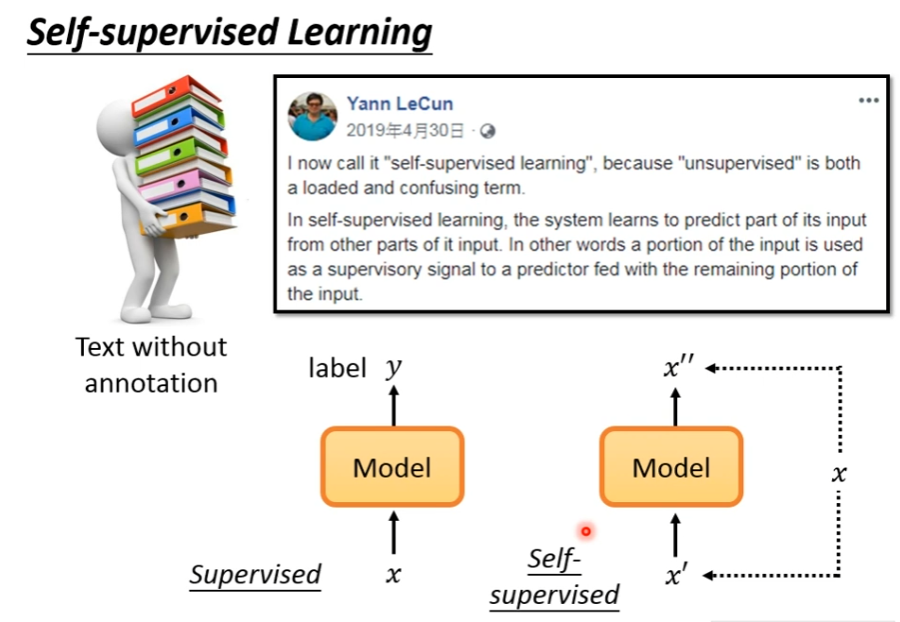 Self-supervised Learning
Yann LeCun
2019年4月30日 ·
I now call it "self-supervised learning", because "unsupervised" is both
a loaded and confusing term.
In self-supervised learning, the system learns to predict part of its input
from other parts of it input. In other words a portion of the input is used
as a supervisory signal to a predictor fed with the remaining portion of
the input.
Text without
annotation
label y
x′′
Model
Model
x
Supervised
x
Self-
supervised
x′